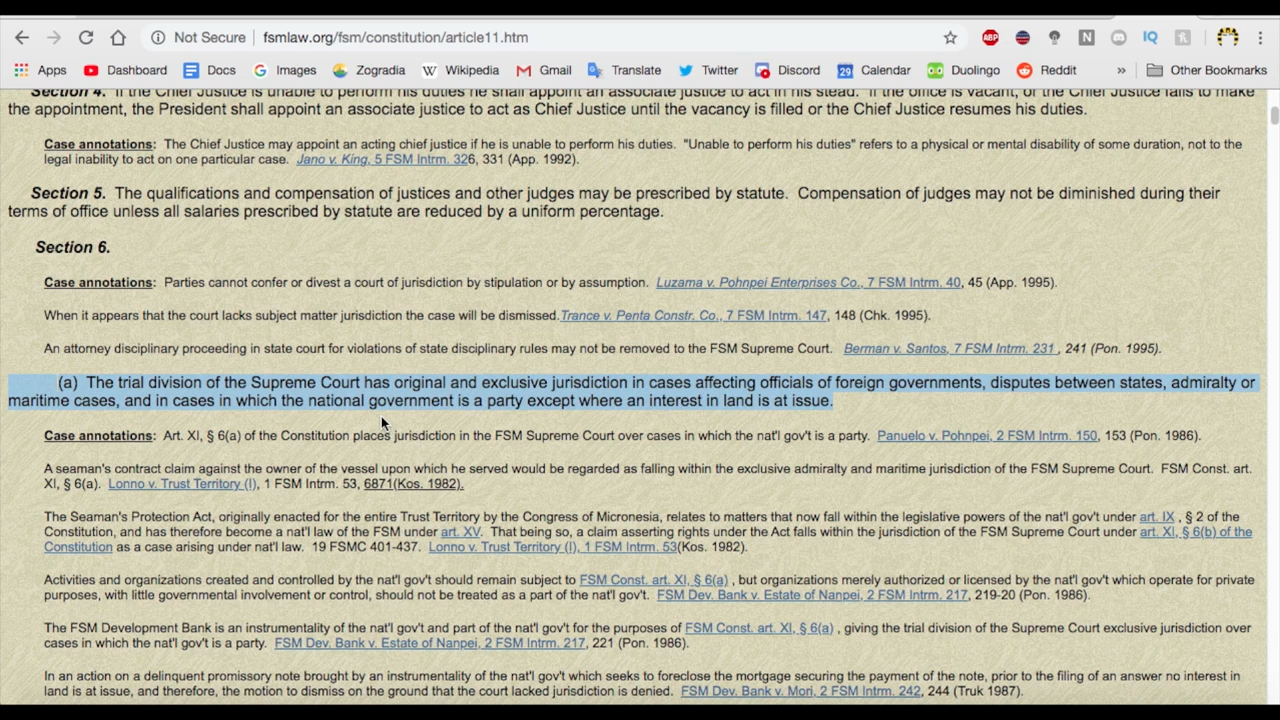 Not Secure fsmlaw.org/fsm/constitution/article11.htm ABP N IQ
Apps Dashboard Docs Images Zogradia Wikipedia Gmail Translate Twitter Discord 29 Calendar Duolingo Reddit » Other Bookmarks
Section 4. If the Chief Justice is unable to perform his duties he shall appoint an associate justice to act in his stead. If the office is vacant, or the Chief Justice fails to make
the appointment, the President shall appoint an associate justice to act as Chief Justice until the vacancy is filled or the Chief Justice resumes his duties.
Case annotations: The Chief Justice may appoint an acting chief justice if he is unable to perform his duties. "Unable to perform his duties" refers to a physical or mental disability of some duration, not to the
legal inability to act on one particular case. Jano v. King, 5 FSM Intrm. 326, 331 (App. 1992).
Section 5. The qualifications and compensation of justices and other judges may be prescribed by statute. Compensation of judges may not be diminished during their
terms of office unless all salaries prescribed by statute are reduced by a uniform percentage.
Section 6.
Case annotations: Parties cannot confer or divest a court of jurisdiction by stipulation or by assumption. Luzama v. Pohnpei Enterprises Co., 7 FSM Intrm. 40, 45 (App. 1995).
When it appears that the court lacks subject matter jurisdiction the case will be dismissed.Trance v. Penta Constr. Co., 7 FSM Intrm. 147, 148 (Chk. 1995).
An attorney disciplinary proceeding in state court for violations of state disciplinary rules may not be removed to the FSM Supreme Court. Berman v. Santos, 7 FSM Intrm. 231 , 241 (Pon. 1995).
(a) The trial division of the Supreme Court has original and exclusive jurisdiction in cases affecting officials of foreign governments, disputes between states, admiralty or
maritime cases, and in cases in which the national government is a party except where an interest in land is at issue.
Case annotations: Art. XI, § 6(a) of the Constitution places jurisdiction in the FSM Supreme Court over cases in which the nat'l gov't is a party. Panuelo v. Pohnpei, 2 FSM Intrm. 150, 153 (Pon. 1986).
A seaman's contract claim against the owner of the vessel upon which he served would be regarded as falling within the exclusive admiralty and maritime jurisdiction of the FSM Supreme Court. FSM Const. art.
XI, § 6(a). Lonno v. Trust Territory (I), 1 FSM Intrm. 53, 6871(Kos. 1982).
The Seaman's Protection Act, originally enacted for the entire Trust Territory by the Congress of Micronesia, relates to matters that now fall within the legislative powers of the nat'l gov't under art. IX , § 2 of the
Constitution, and has therefore become a nat'l law of the FSM under art. XV. That being so, a claim asserting rights under the Act falls within the jurisdiction of the FSM Supreme Court under art. XI, § 6(b) of the
Constitution as a case arising under nat'l law. 19 FSMC 401-437. Lonno v. Trust Territory (I), 1 FSM Intrm. 53(Kos. 1982).
Activities and organizations created and controlled by the nat'l gov't should remain subject to FSM Const. art. XI, § 6(a) , but organizations merely authorized or licensed by the nat'l gov't which operate for private
purposes, with little governmental involvement or control, should not be treated as a part of the nat'l gov't. FSM Dev. Bank v. Estate of Nanpei, 2 FSM Intrm. 217, 219-20 (Pon. 1986).
The FSM Development Bank is an instrumentality of the nat'l gov't and part of the nat'l gov't for the purposes of FSM Const. art. XI, § 6(a) , giving the trial division of the Supreme Court exclusive jurisdiction over
cases in which the nat'l gov't is a party. FSM Dev. Bank v. Estate of Nanpei, 2 FSM Intrm. 217, 221 (Pon. 1986).
In an action on a delinquent promissory note brought by an instrumentality of the nat'l gov't which seeks to foreclose the mortgage securing the payment of the note, prior to the filing of an answer no interest in
land is at issue, and therefore, the motion to dismiss on the ground that the court lacked jurisdiction is denied. FSM Dev. Bank v. Mori, 2 FSM Intrm. 242, 244 (Truk 1987).